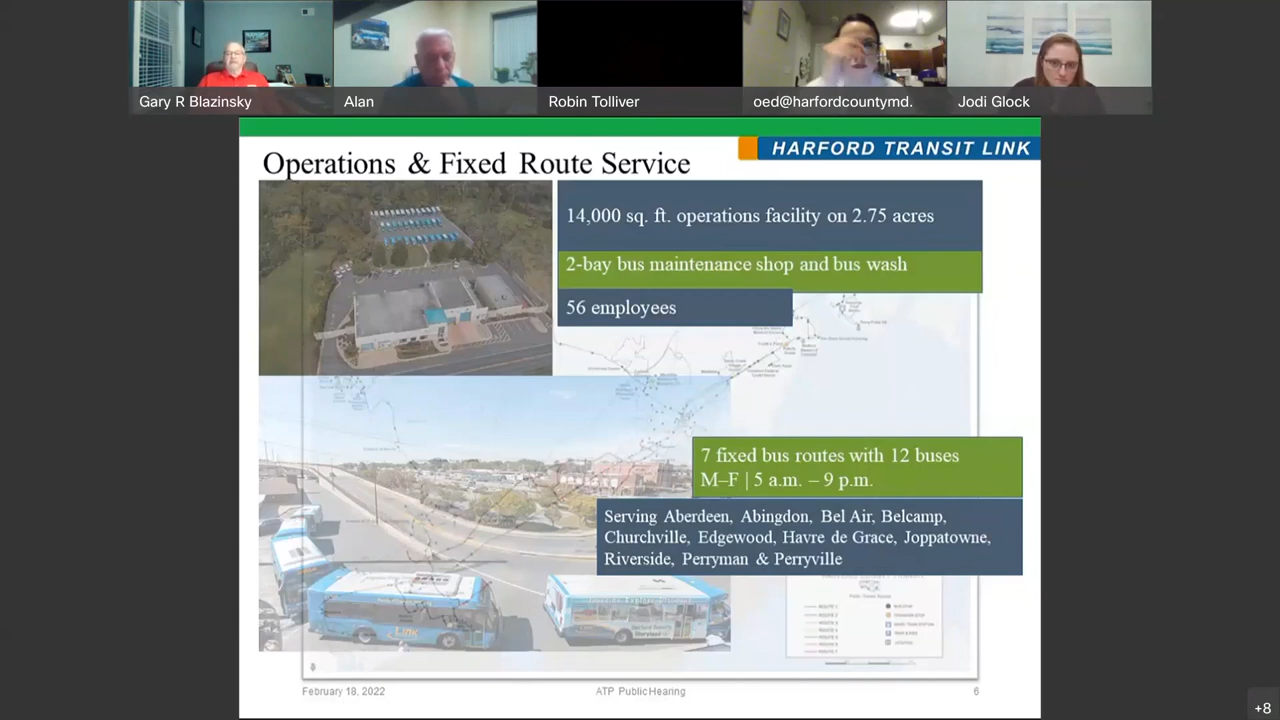 Gary R Blazinsky
Alan
Robin Tolliver
oed@harfordcountymd.
Jodi Glock
HARFORD TRANSIT LINK
Operations & Fixed Route Service
14,000 sq. ft. operations facility on 2.75 acres
2-bay bus maintenance shop and bus wash
56 employees
7 fixed bus routes with 12 buses
M–F | 5 a.m. – 9 p.m.
Serving Aberdeen, Abingdon, Bel Air, Belcamp,
Churchville, Edgewood, Havre de Grace, Joppatowne,
Riverside, Perryman & Perryville
Link
February 18, 2022
ATP Public Hearing
6
+8